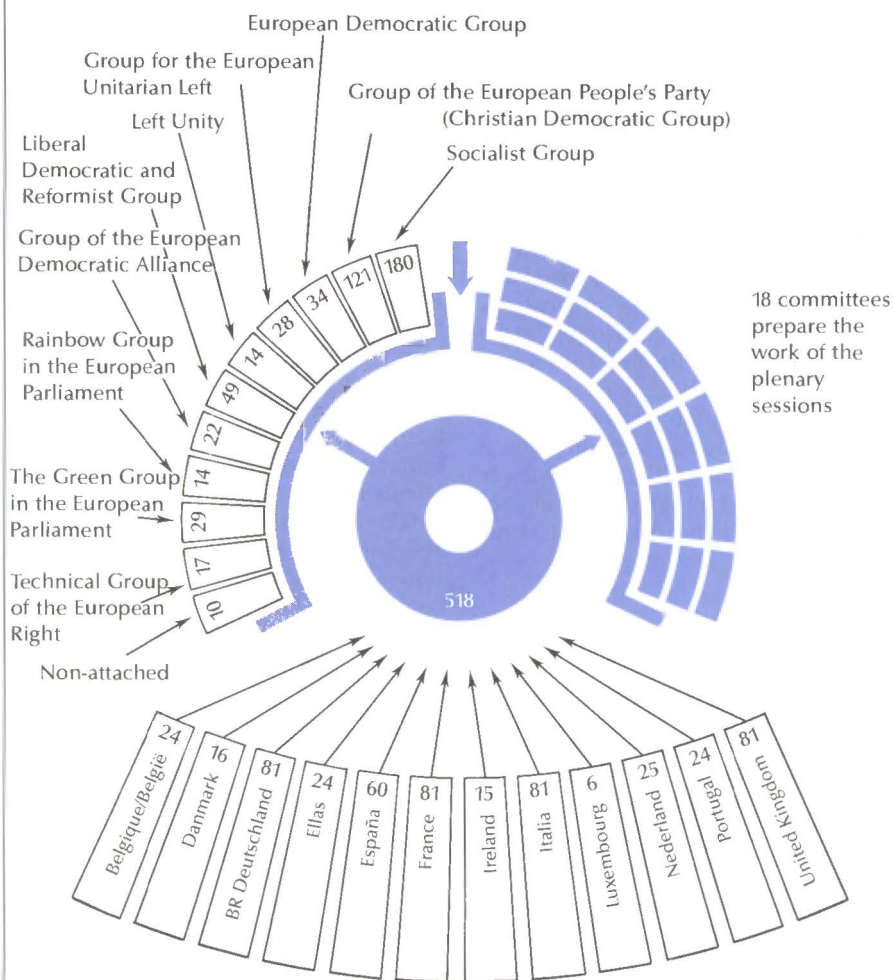 European Democratic Group
Group for the European
Unitarian Left
Group of the European People's Party
(Christian Democratic Group)
Left Unity
Socialist Group
Liberal
Democratic and
Reformist Group
Group of the European
Democratic Alliance
Rainbow Group
in the European
Parliament
The Green Group
in the European
Parliament
Technical Group
of the European
Right
Non-attached
180
121
34
28
14
49
22
14
29
17
10
18 committees
prepare the
work of the
plenary
sessions
518
24
Belgique/België
16
Danmark
81
BR Deutschland
24
Ellas
60
España
81
France
15
Ireland
81
Italia
6
Luxembourg
25
Nederland
24
Portugal
81
United Kingdom